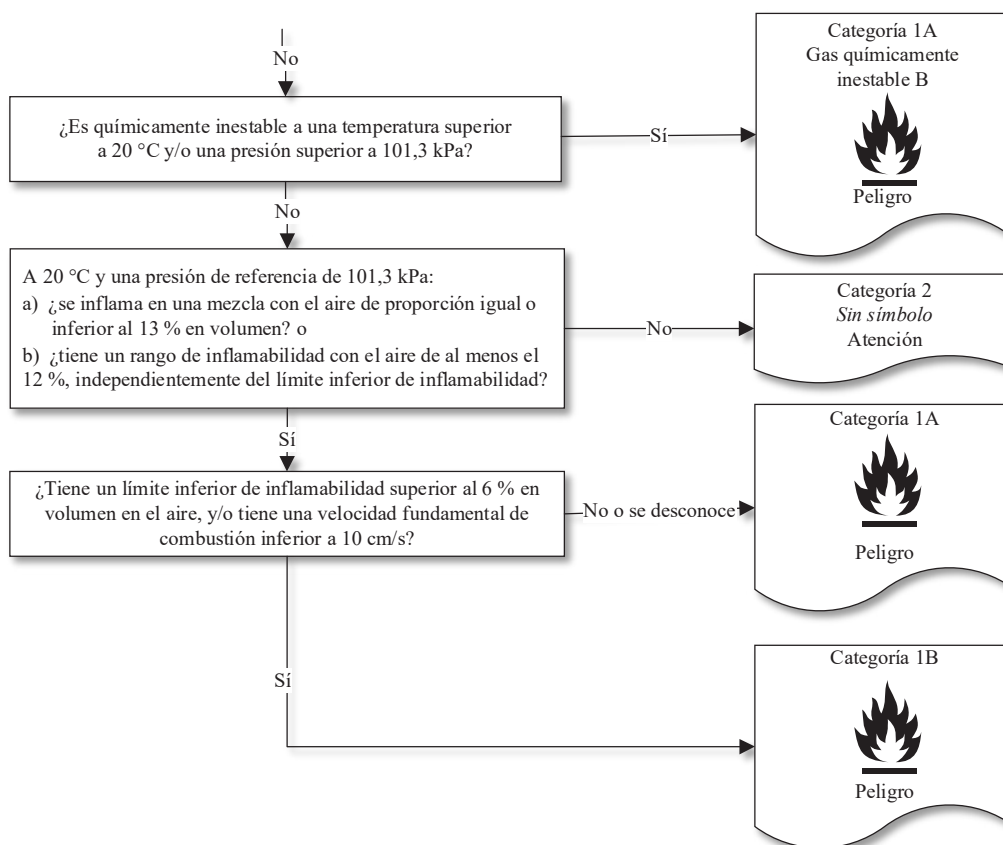 No
¿Es químicamente inestable a una temperatura superior
a 20 °C y/o una presión superior a 101,3 kPa?
Sí
Categoría 1A
Gas químicamente
inestable B
Peligro
No
A 20 °C y una presión de referencia de 101,3 kPa:
a) ¿se inflama en una mezcla con el aire de proporción igual o
inferior al 13 % en volumen? o
b) ¿tiene un rango de inflamabilidad con el aire de al menos el
12 %, independientemente del límite inferior de inflamabilidad?
No
Categoría 2
Sin símbolo
Atención
Sí
¿Tiene un límite inferior de inflamabilidad superior al 6 % en
volumen en el aire, y/o tiene una velocidad fundamental de
combustión inferior a 10 cm/s?
No o se desconoce
Categoría 1A
Peligro
Sí
Categoría 1B
Peligro